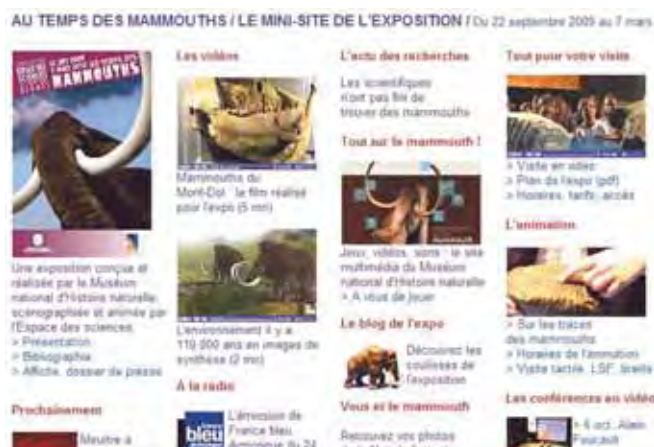 AU TEMPS DES MAMMOUTHS / LE MINI-SITE DE L'EXPOSITION / Du 22 septembre 2009 au 7 mars
MAMMOUTHS
Une exposition conçue et
réalisée par le Muséum
national d'Histoire naturelle,
scénographiée et animée par
l'Espace des sciences.
> Présentation
> Bibliographie
> Affiche, dossier de presse
Prochainement
Meurtre à
Les vidéos
Mammouths du
Mont-Dol : le film réalisé
pour l'expo (5 mn)
L'environnement il y a
110 000 ans en images de
synthèse (2 mn)
A la radio
bleu
L'émission de
France bleu
Armorique du 24
L'actu des recherches
Les scientifiques
n'ont pas fini de
trouver des mammouths
Tout sur le mammouth !
Jeux, vidéos, sons : le site
multimédia du Muséum
national d'Histoire naturelle
> A vous de jouer
Le blog de l'expo
Découvrez les
coulisses de
l'exposition
Vous et le mammouth
Retrouvez vos photos
Tout pour votre visite
> Visite en vidéo
> Plan de l'expo (pdf)
> Horaires, tarifs, accès
L'animation
> Sur les traces
des mammouths
> Horaires de l'animation
> Visite tactile, LSF, braille
Les conférences en vidéo
> 6 oct. Alain
Foucault